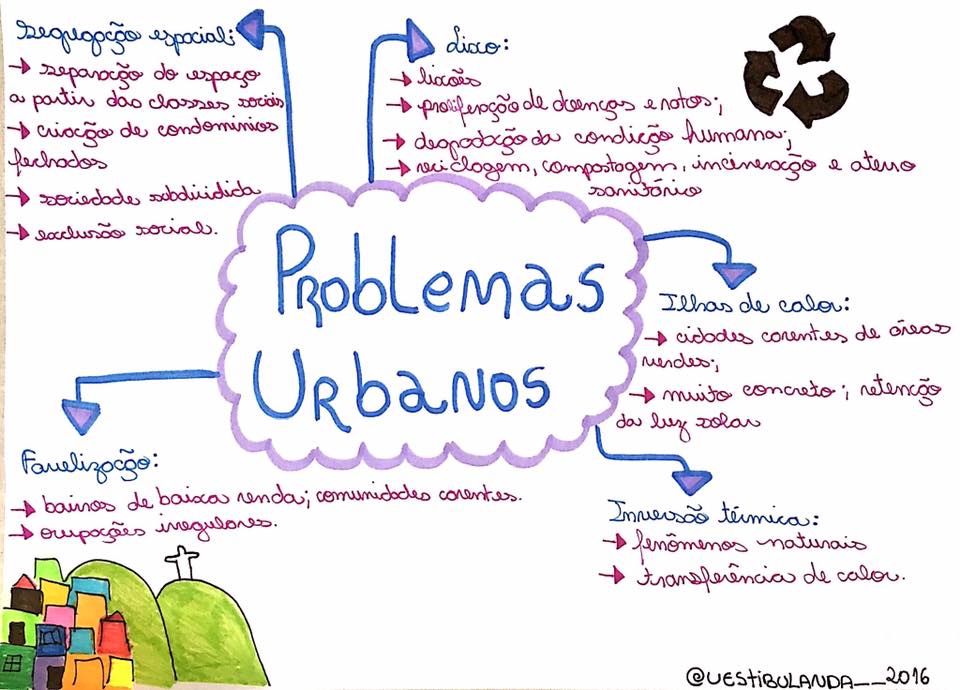 Segregação espacial:
→ separação do espaço
a partir das classes sociais
→ criação de condomínios
fechados
→ sociedade subdividida
→ exclusão social.
Lixo:
→ lixões
→ proliferação de doenças e ratos;
→ degradação da condição humana;
→ reciclagem, compostagem, incineração e aterro
sanitário
Problemas
Urbanos
Ilhas de calor:
→ cidades carentes de áreas
verdes;
→ muito concreto; retenção
da luz solar
Favelização:
→ bairros de baixa renda; comunidades carentes.
→ ocupações irregulares.
Inversão térmica:
→ fenômenos naturais
→ transferência de calor.
@VESTIBULANDA__2016